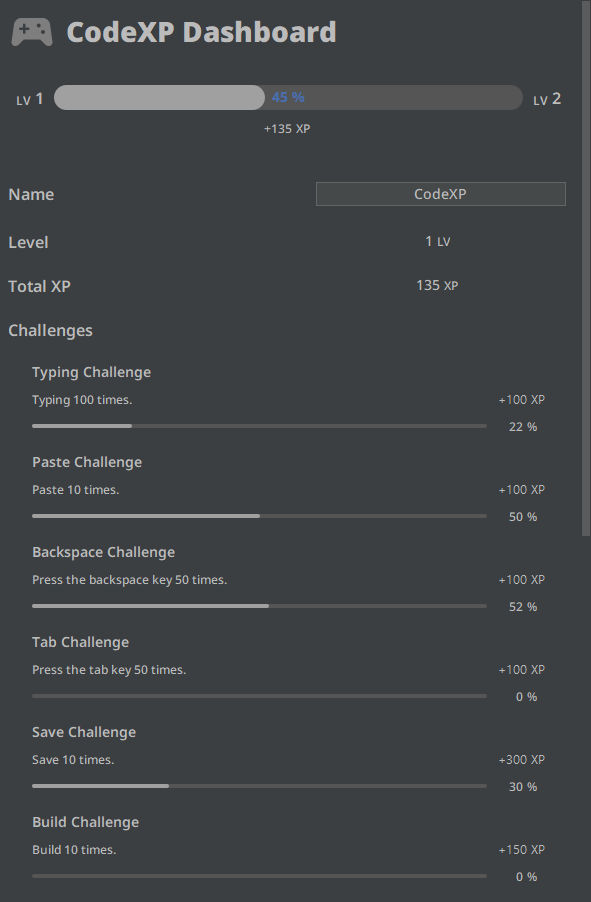 CodeXP Dashboard
LV 1 45 % LV 2
+135 XP
Name CodeXP
Level 1 LV
Total XP 135 XP
Challenges
Typing Challenge
Typing 100 times. +100 XP
22 %
Paste Challenge
Paste 10 times. +100 XP
50 %
Backspace Challenge
Press the backspace key 50 times. +100 XP
52 %
Tab Challenge
Press the tab key 50 times. +100 XP
0 %
Save Challenge
Save 10 times. +300 XP
30 %
Build Challenge
Build 10 times. +150 XP
0 %